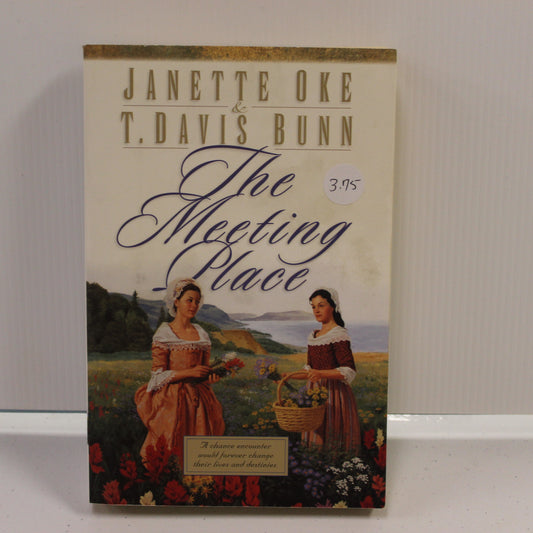 JANETTE OKE
&
T. DAVIS BUNN
The
Meeting
Place
3.75
A chance encounter
would forever change
their lives and destinies